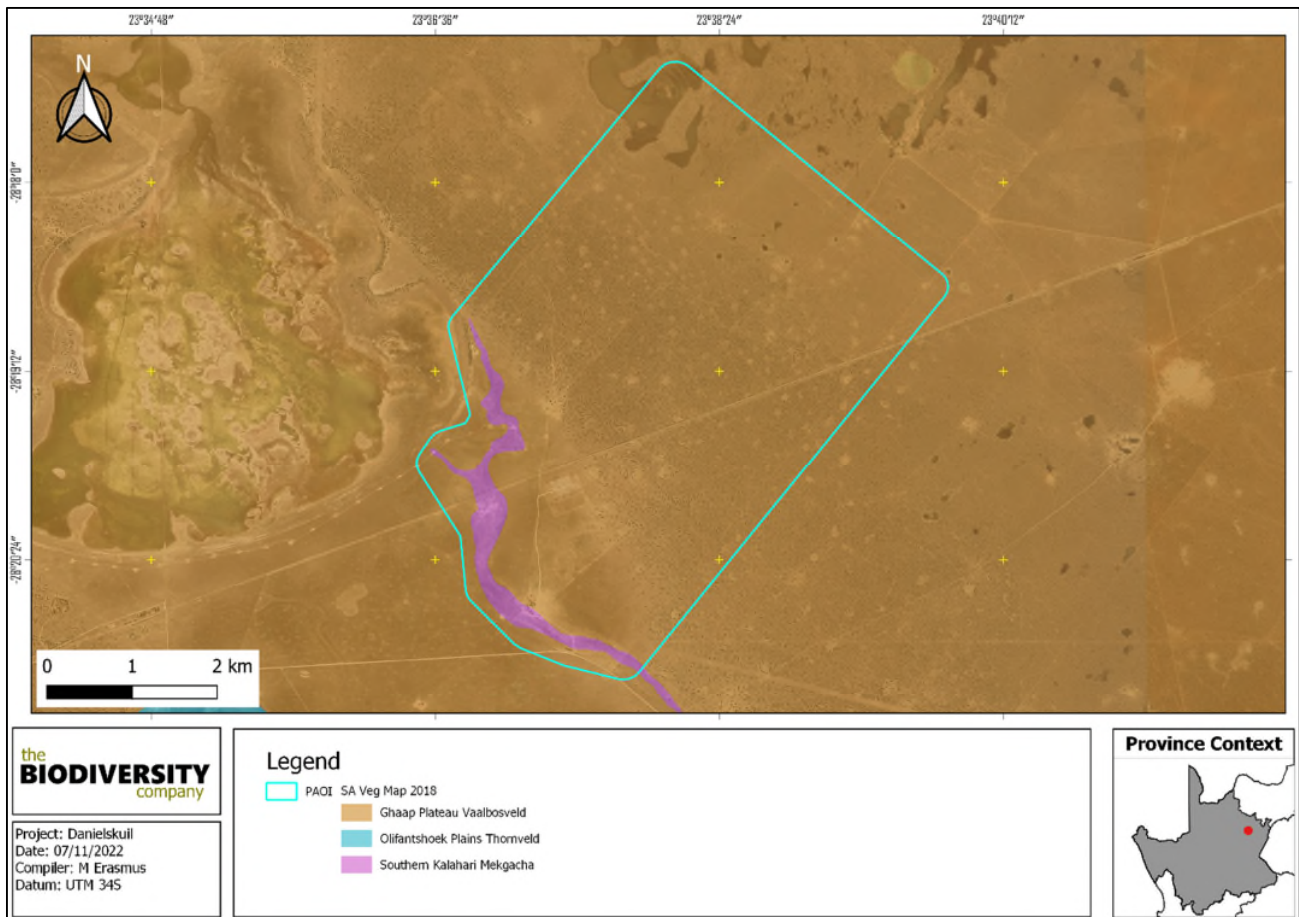 23°34'48"
23°36'36"
23°38'24"
23°40'12"
N
-28°18'0"
-28°19'12"
-28°20'24"
0 1 2 km
the
BIODIVERSITY
company
Project: Danielskuil
Date: 07/11/2022
Compiler: M Erasmus
Datum: UTM 34S
Legend
PAOI SA Veg Map 2018
Ghaap Plateau Vaalbosveld
Olifantshoek Plains Thornveld
Southern Kalahari Mekgacha
Province Context